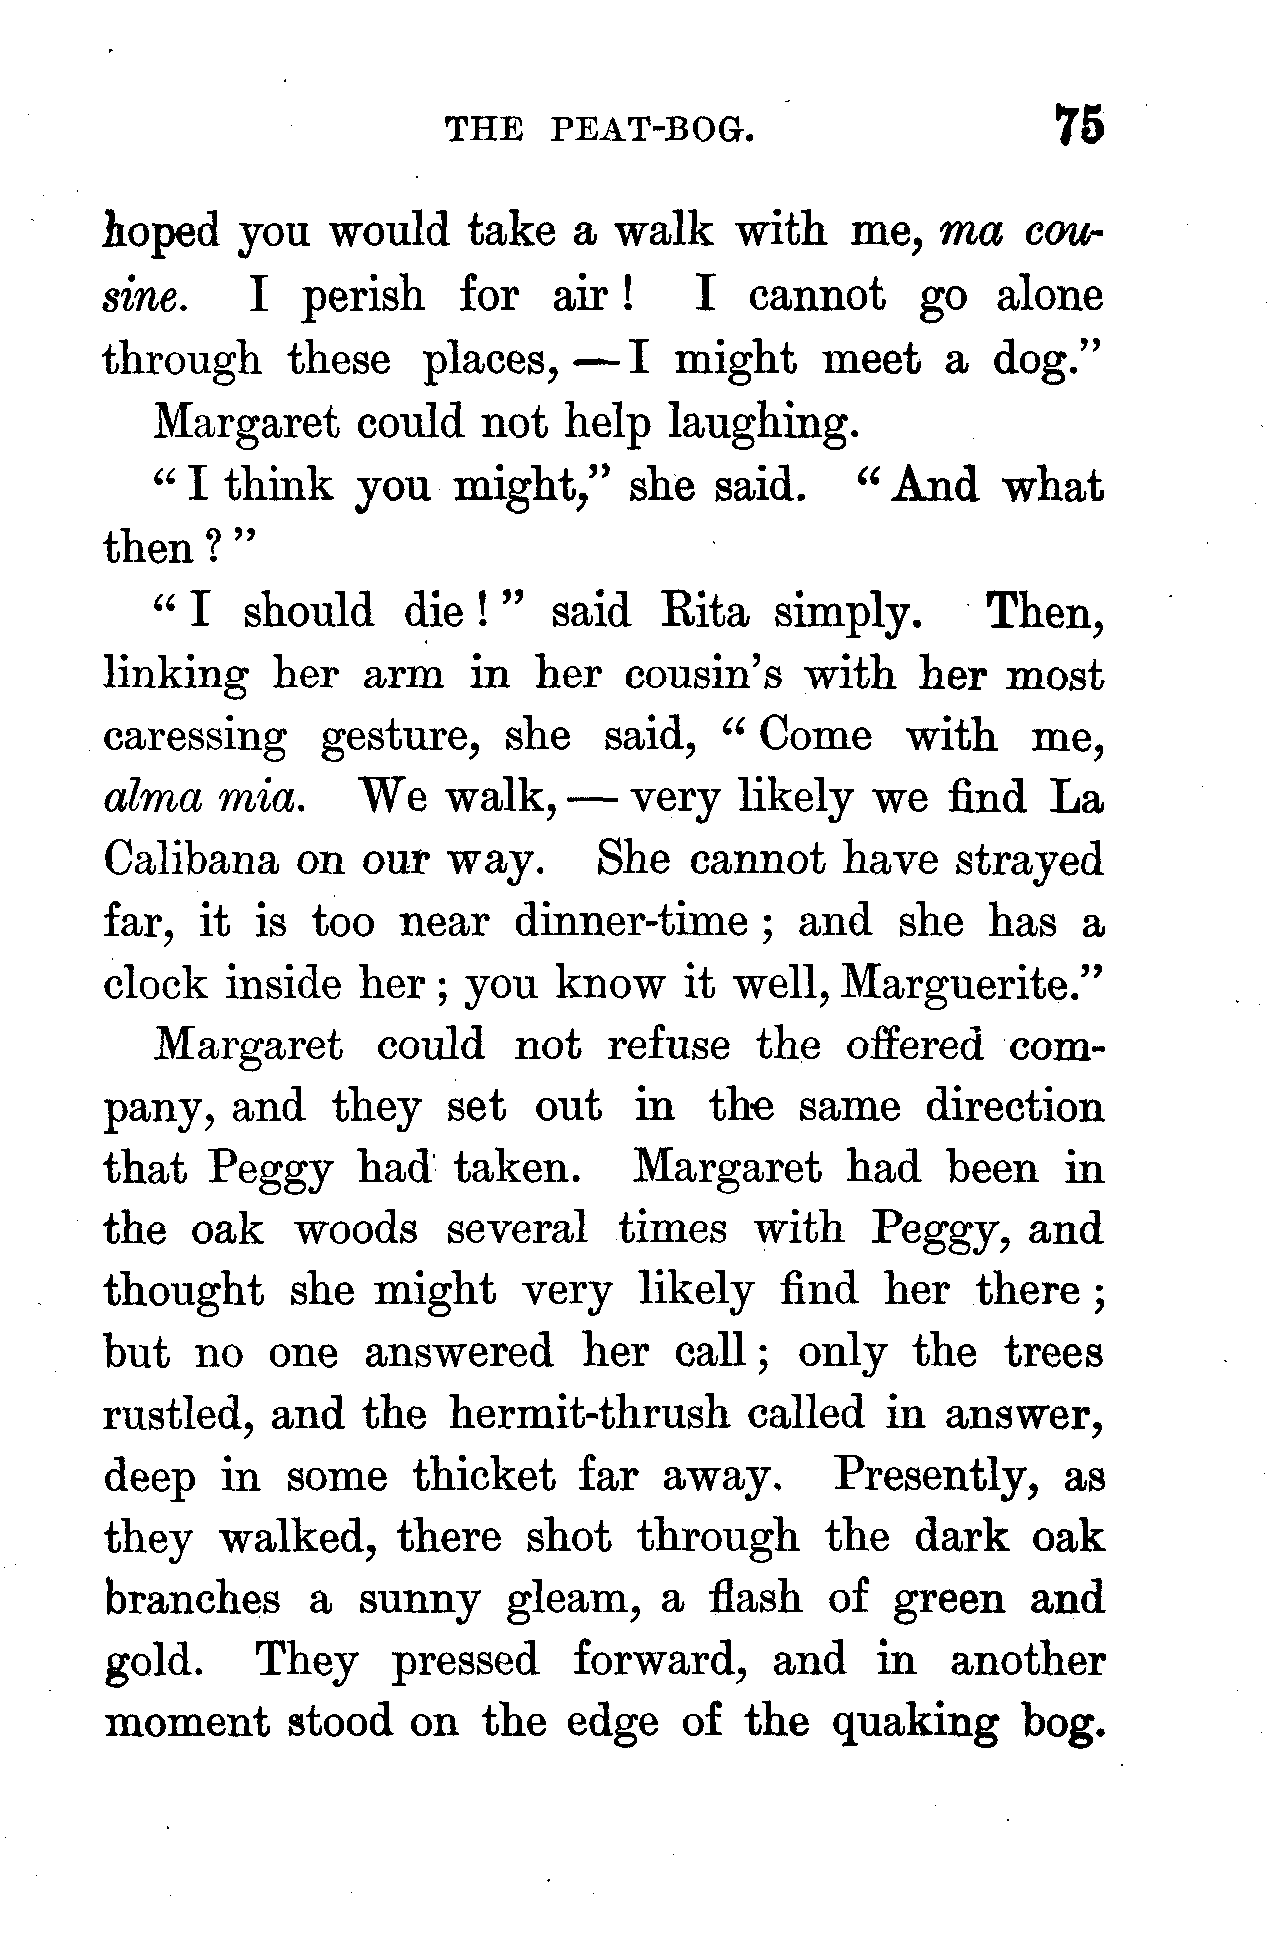 THE PEAT-BOG. 75
hoped you would take a walk with me, ma cou-
sine. I perish for air! I cannot go alone
through these places, — I might meet a dog.”
Margaret could not help laughing.
“I think you might,” she said. “And what
then?”
“I should die!” said Rita simply. Then,
linking her arm in her cousin’s with her most
caressing gesture, she said, “Come with me,
alma mia. We walk, — very likely we find La
Calibana on our way. She cannot have strayed
far, it is too near dinner-time; and she has a
clock inside her; you know it well, Marguerite.”
Margaret could not refuse the offered com-
pany, and they set out in the same direction
that Peggy had taken. Margaret had been in
the oak woods several times with Peggy, and
thought she might very likely find her there;
but no one answered her call; only the trees
rustled, and the hermit-thrush called in answer,
deep in some thicket far away. Presently, as
they walked, there shot through the dark oak
branches a sunny gleam, a flash of green and
gold. They pressed forward, and in another
moment stood on the edge of the quaking bog.